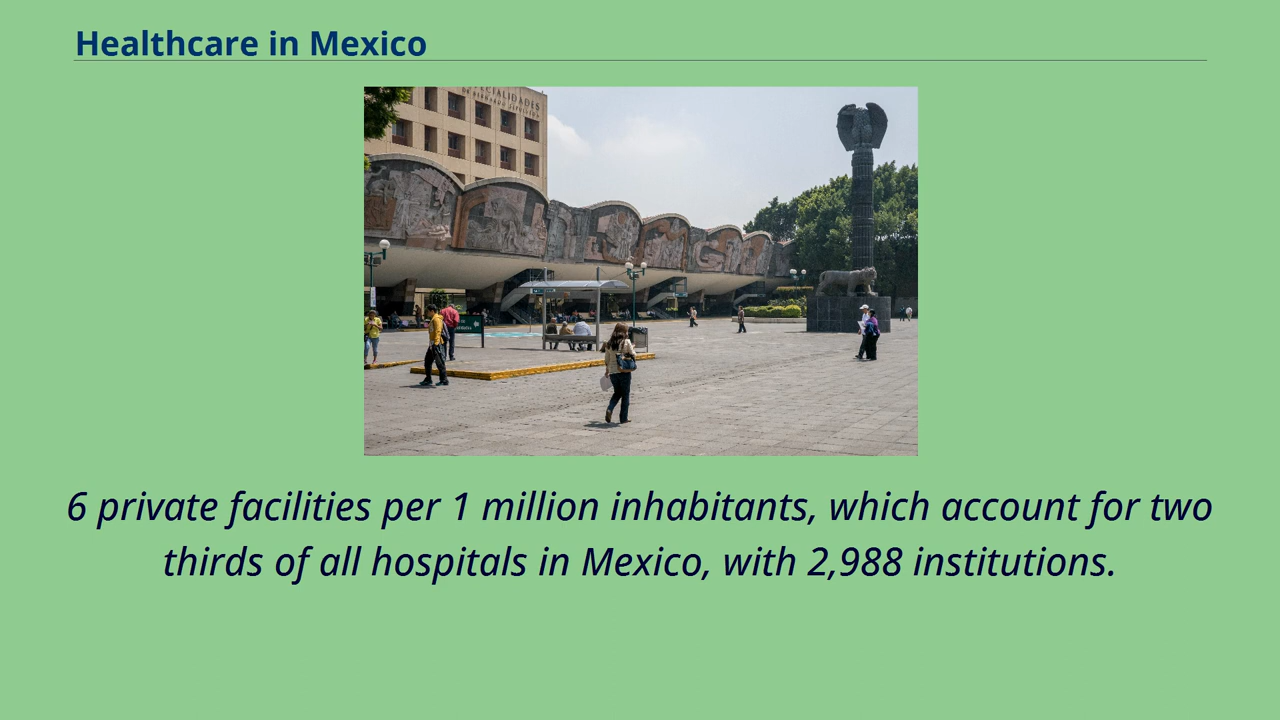 Healthcare in Mexico
6 private facilities per 1 million inhabitants, which account for two
thirds of all hospitals in Mexico, with 2,988 institutions.